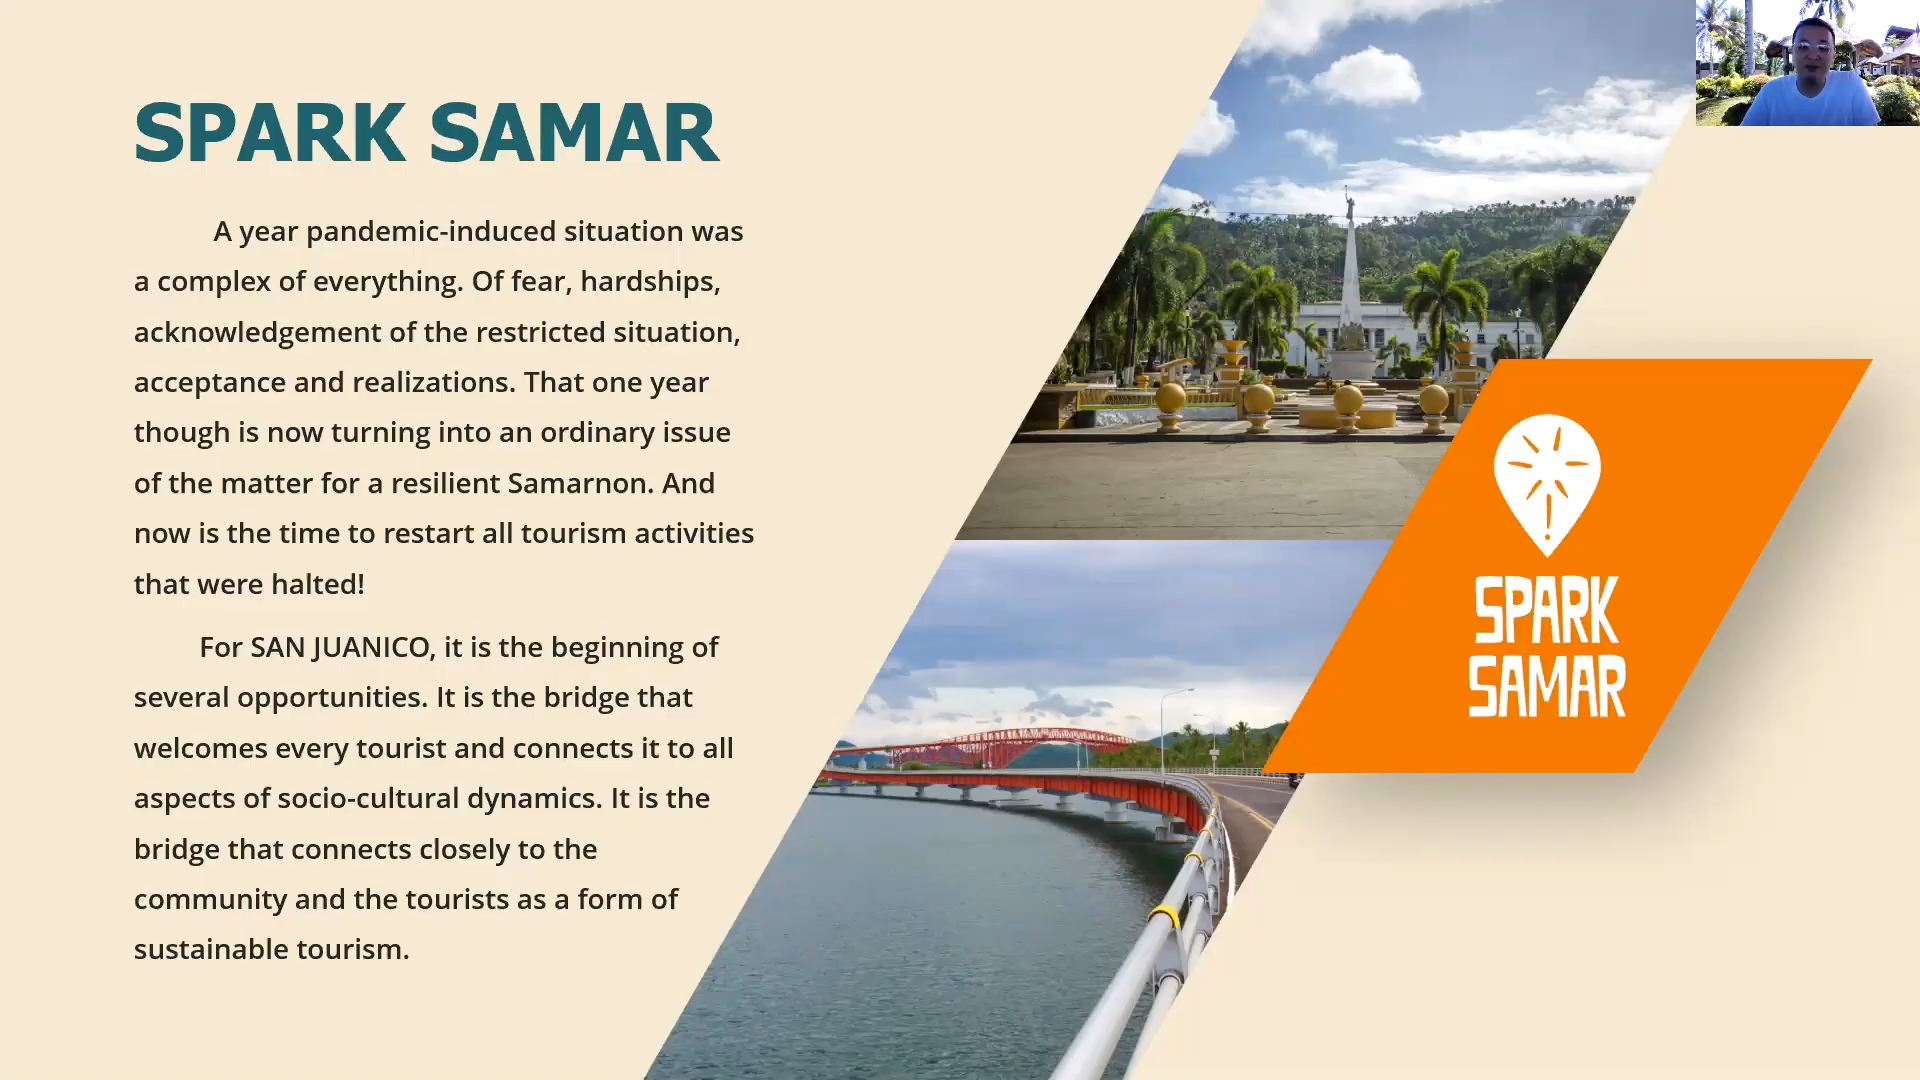 SPARK SAMAR
A year pandemic-induced situation was
a complex of everything. Of fear, hardships,
acknowledgement of the restricted situation,
acceptance and realizations. That one year
though is now turning into an ordinary issue
of the matter for a resilient Samarnon. And
now is the time to restart all tourism activities
that were halted!
For SAN JUANICO, it is the beginning of
several opportunities. It is the bridge that
welcomes every tourist and connects it to all
aspects of socio-cultural dynamics. It is the
bridge that connects closely to the
community and the tourists as a form of
sustainable tourism.
SPARK
SAMAR